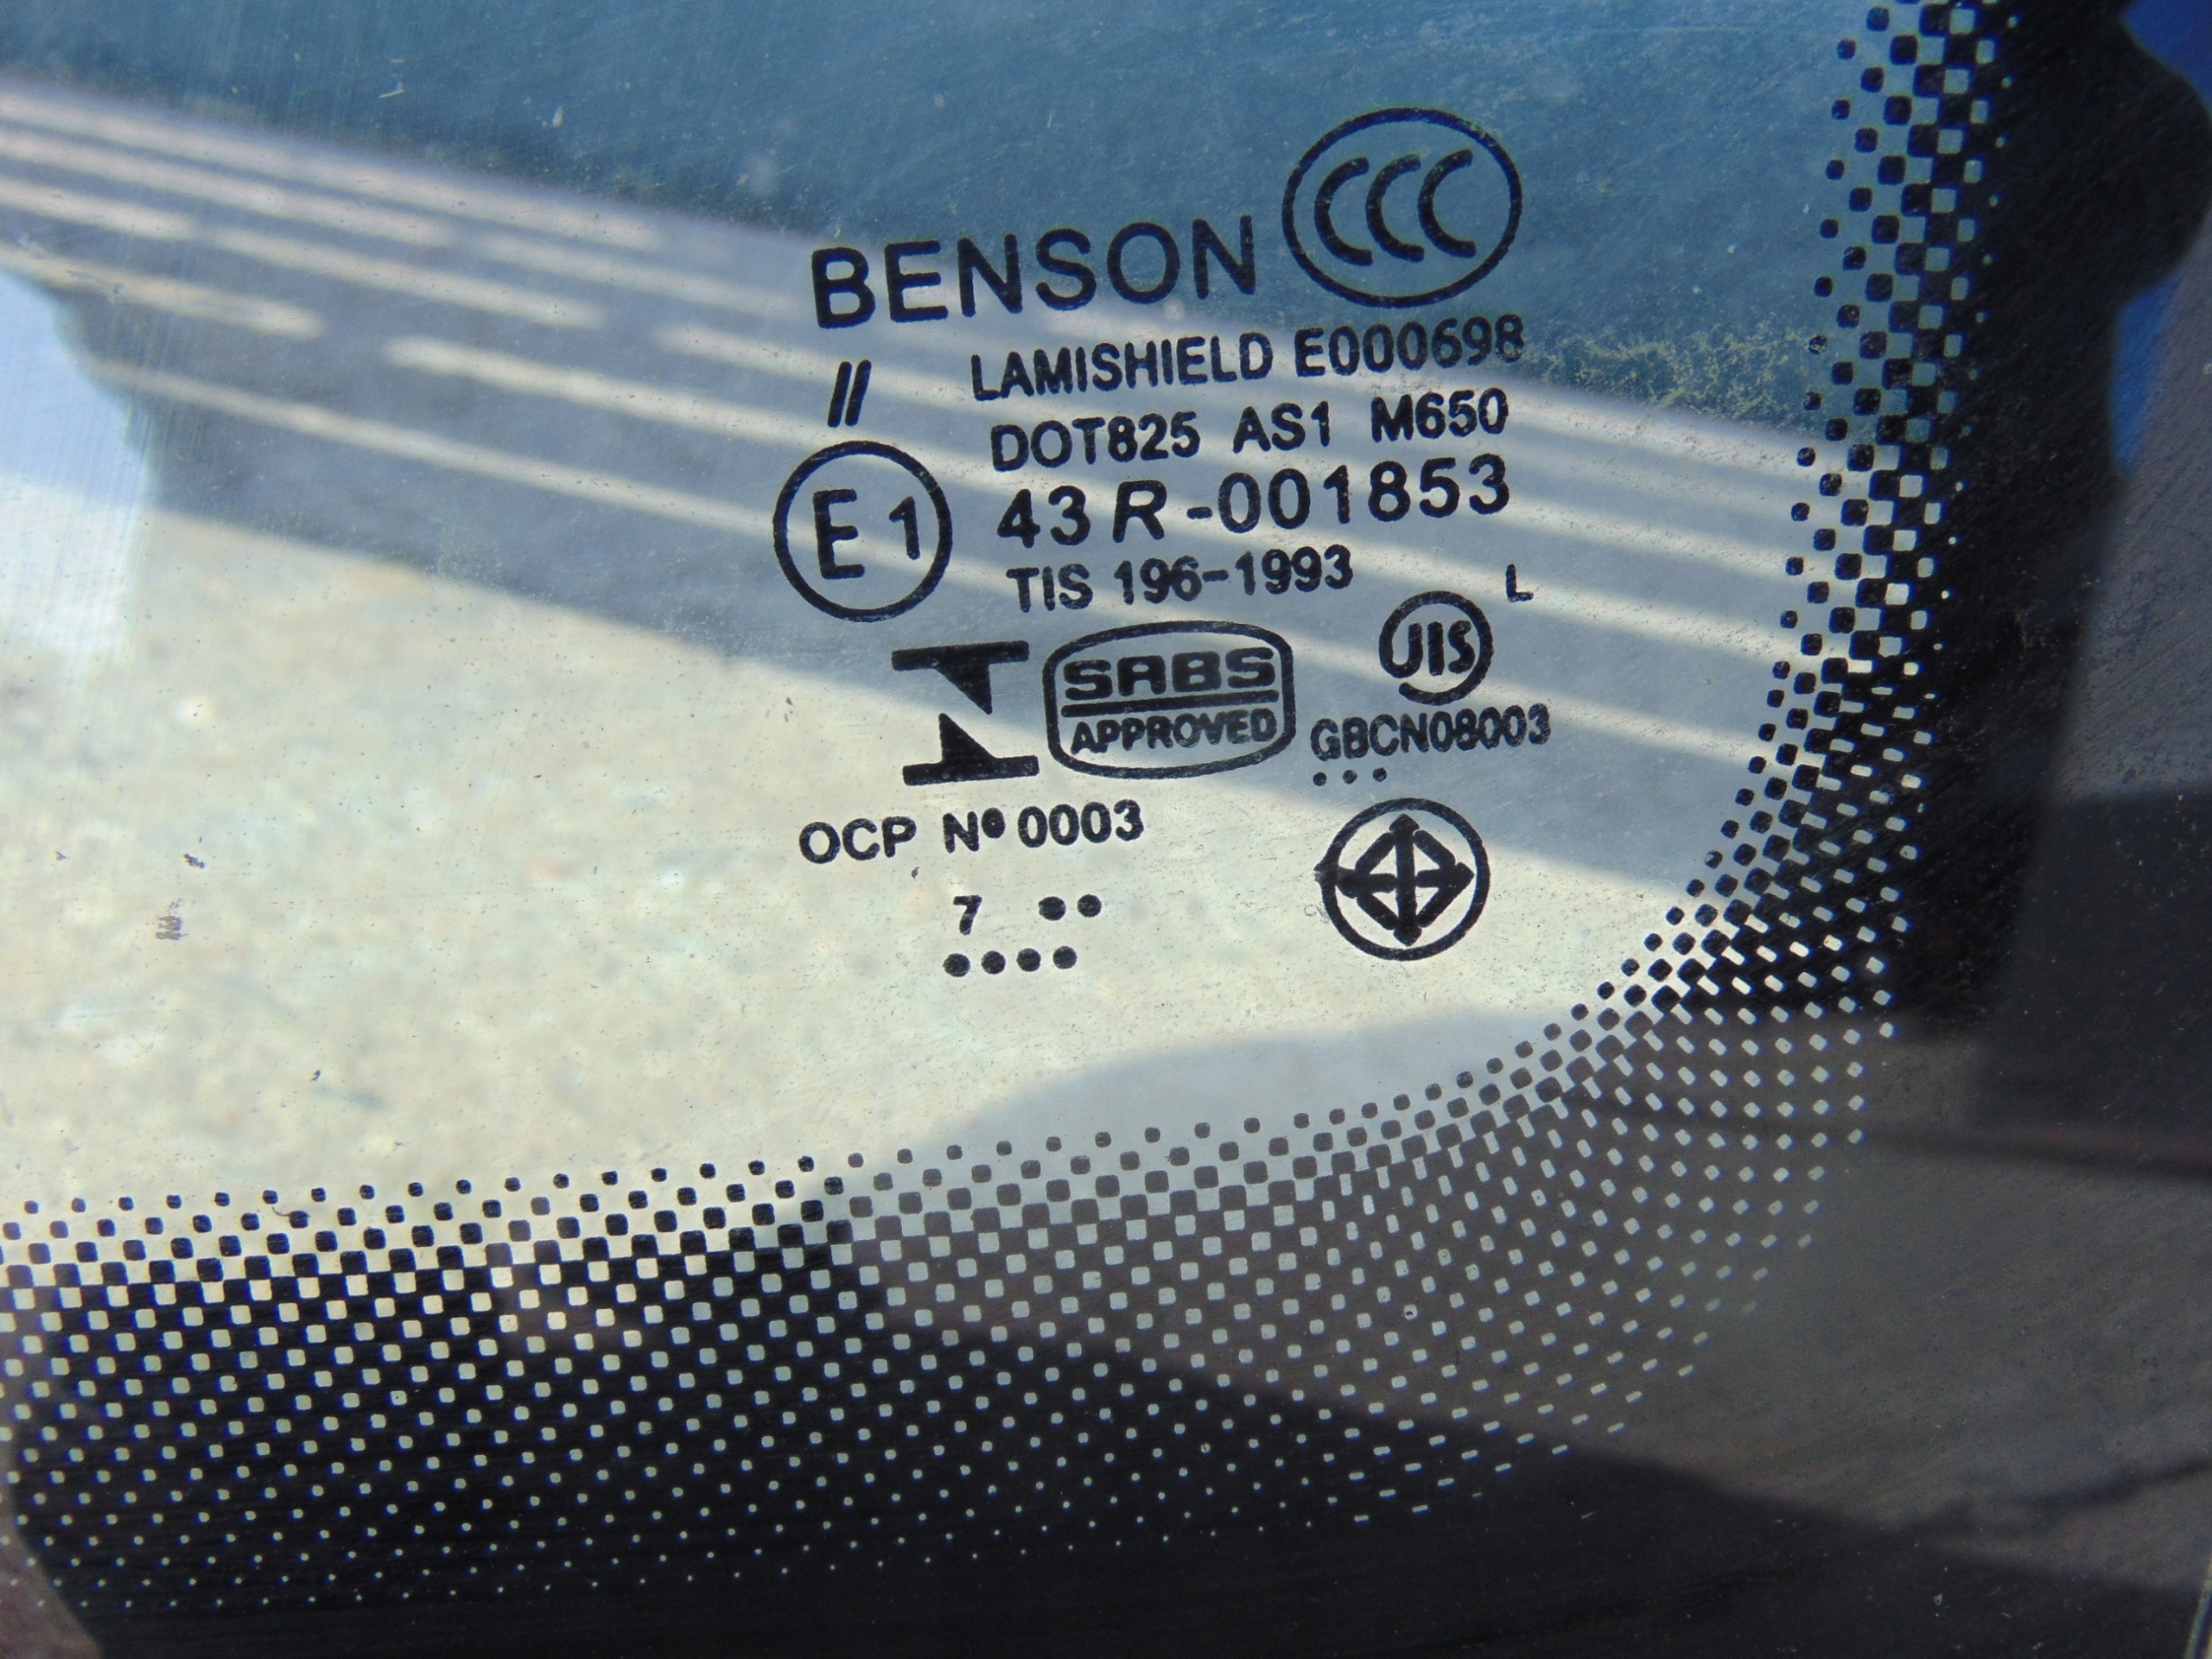 BENSON CCC
LAMISHIELD E000698
//
DOT825 AS1 M650
E1 43R-001853
TIS 196-1993 L
SABS
APPROVED
JIS
GBCN08003
OCP Nº 0003
7 ••
••••